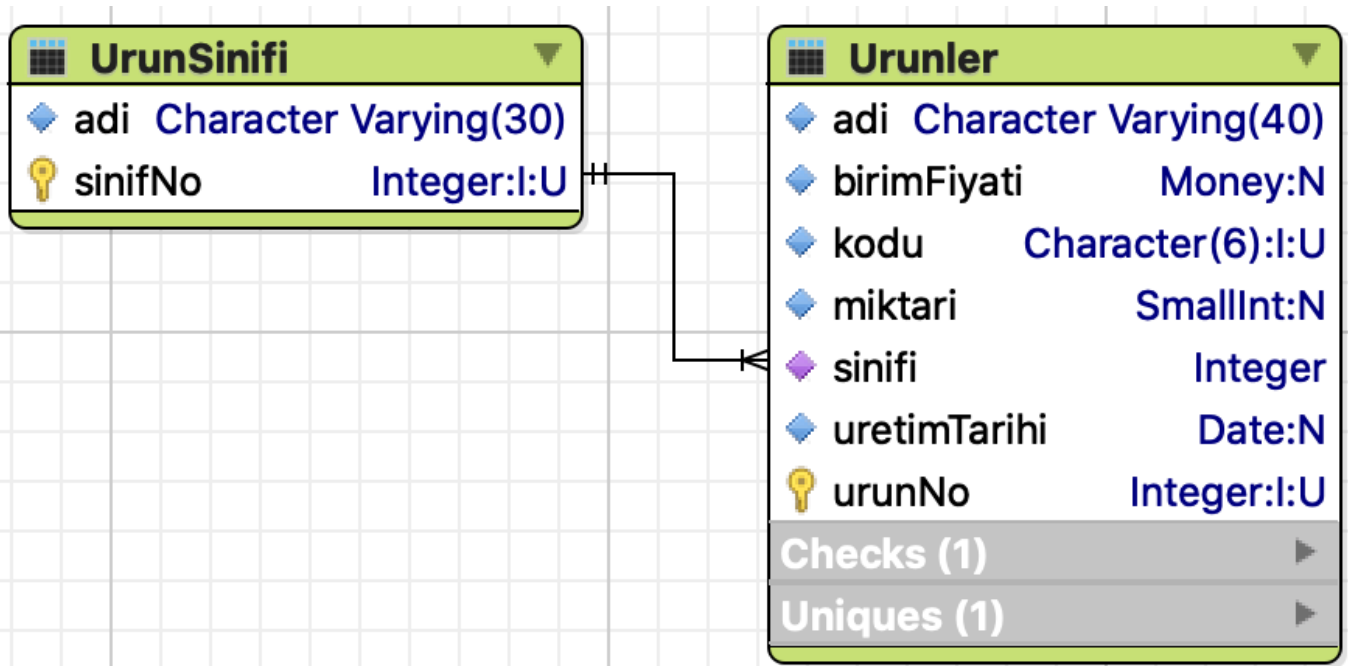 UrunSinifi
adi Character Varying(30)
sinifNo Integer:I:U
Urunler
adi Character Varying(40)
birimFiyati Money:N
kodu Character(6):I:U
miktari SmallInt:N
sinifi Integer
uretimTarihi Date:N
urunNo Integer:I:U
Checks (1)
Uniques (1)